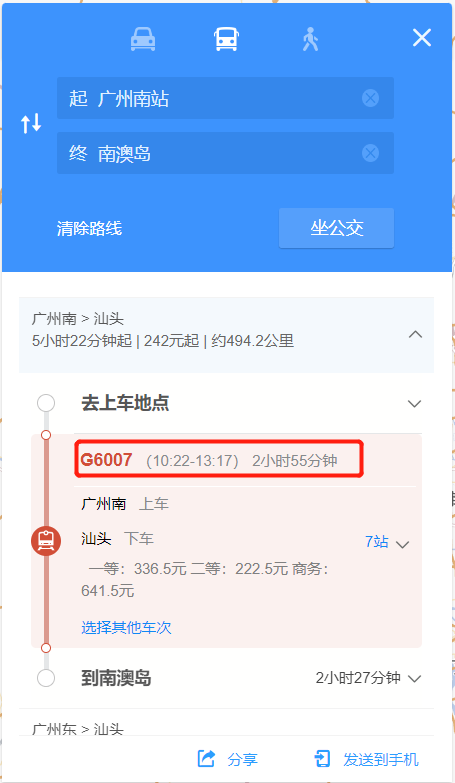 起 广州南站
终 南澳岛
清除路线
坐公交
广州南 > 汕头
5小时22分钟起 | 242元起 | 约494.2公里
去上车地点
G6007 (10:22-13:17) 2小时55分钟
广州南 上车
汕头 下车
7站
一等：336.5元 二等：222.5元 商务：
641.5元
选择其他车次
到南澳岛
2小时27分钟
广州东 > 汕头
分享
发送到手机